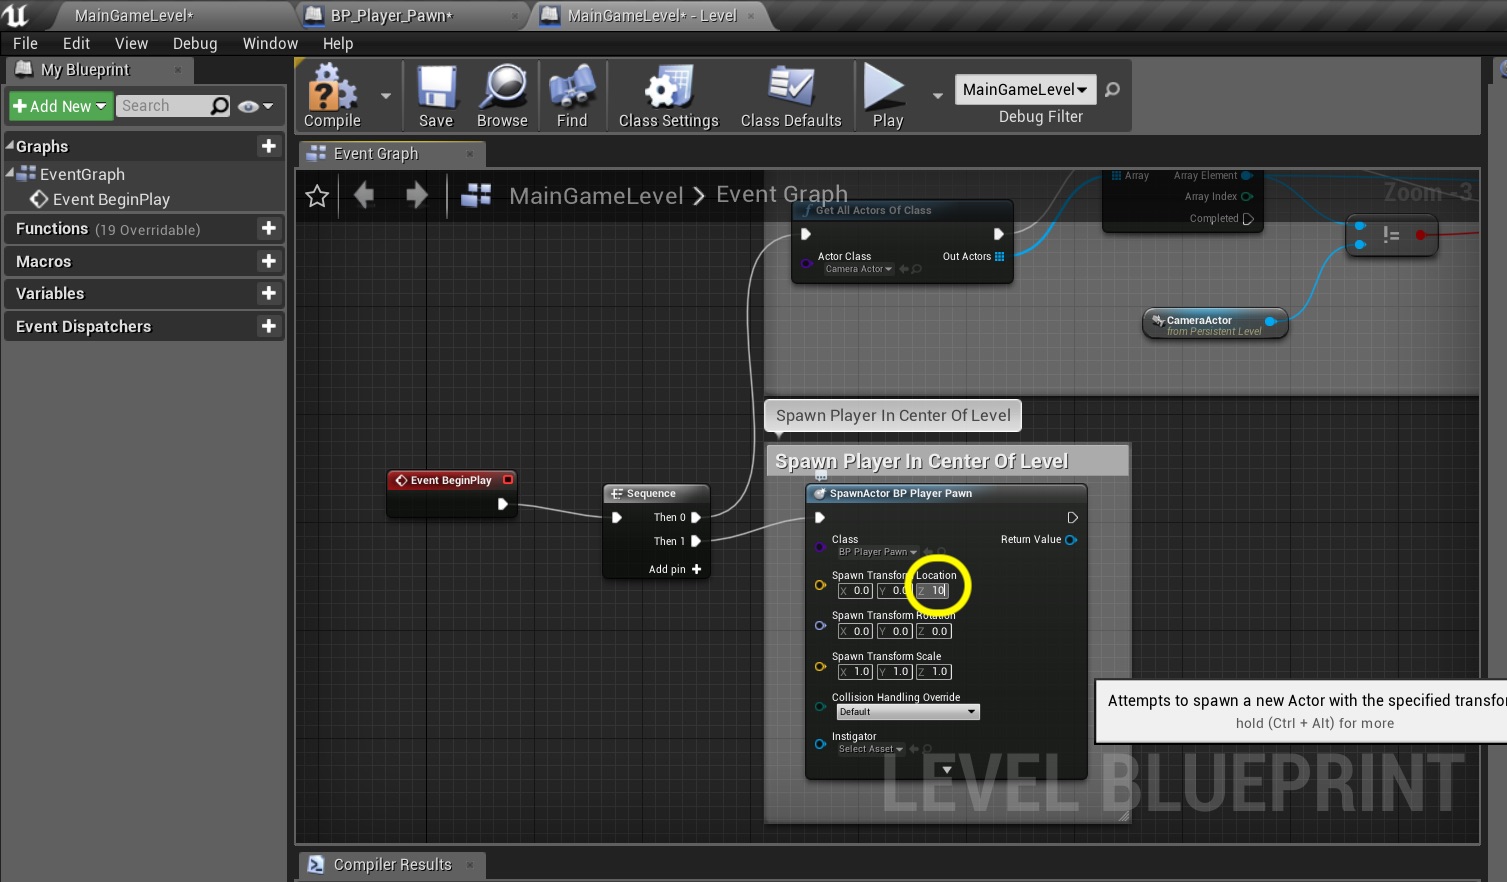 MainGameLevel*
BP_Player_Pawn*
MainGameLevel* - Level
File Edit View Debug Window Help
My Blueprint
Add New
Search
Graphs
EventGraph
Event BeginPlay
Functions (19 Overridable)
Macros
Variables
Event Dispatchers
Compile
Save
Browse
Find
Class Settings
Class Defaults
Play
MainGameLevel
Debug Filter
Event Graph
MainGameLevel > Event Graph
Zoom -3
Get All Actors Of Class
Actor Class
Camera Actor
Out Actors
Array
Array Element
Array Index
Completed
!=
CameraActor
from Persistent Level
Spawn Player In Center Of Level
Spawn Player In Center Of Level
Event BeginPlay
Sequence
Then 0
Then 1
Add pin
SpawnActor BP Player Pawn
Class
BP Player Pawn
Return Value
Spawn Transform Location
X 0.0 Y 0.0 Z 10
Spawn Transform Rotation
X 0.0 Y 0.0 Z 0.0
Spawn Transform Scale
X 1.0 Y 1.0 Z 1.0
Collision Handling Override
Default
Instigator
Select Asset
Attempts to spawn a new Actor with the specified transfo
hold (Ctrl + Alt) for more
LEVEL BLUEPRINT
Compiler Results